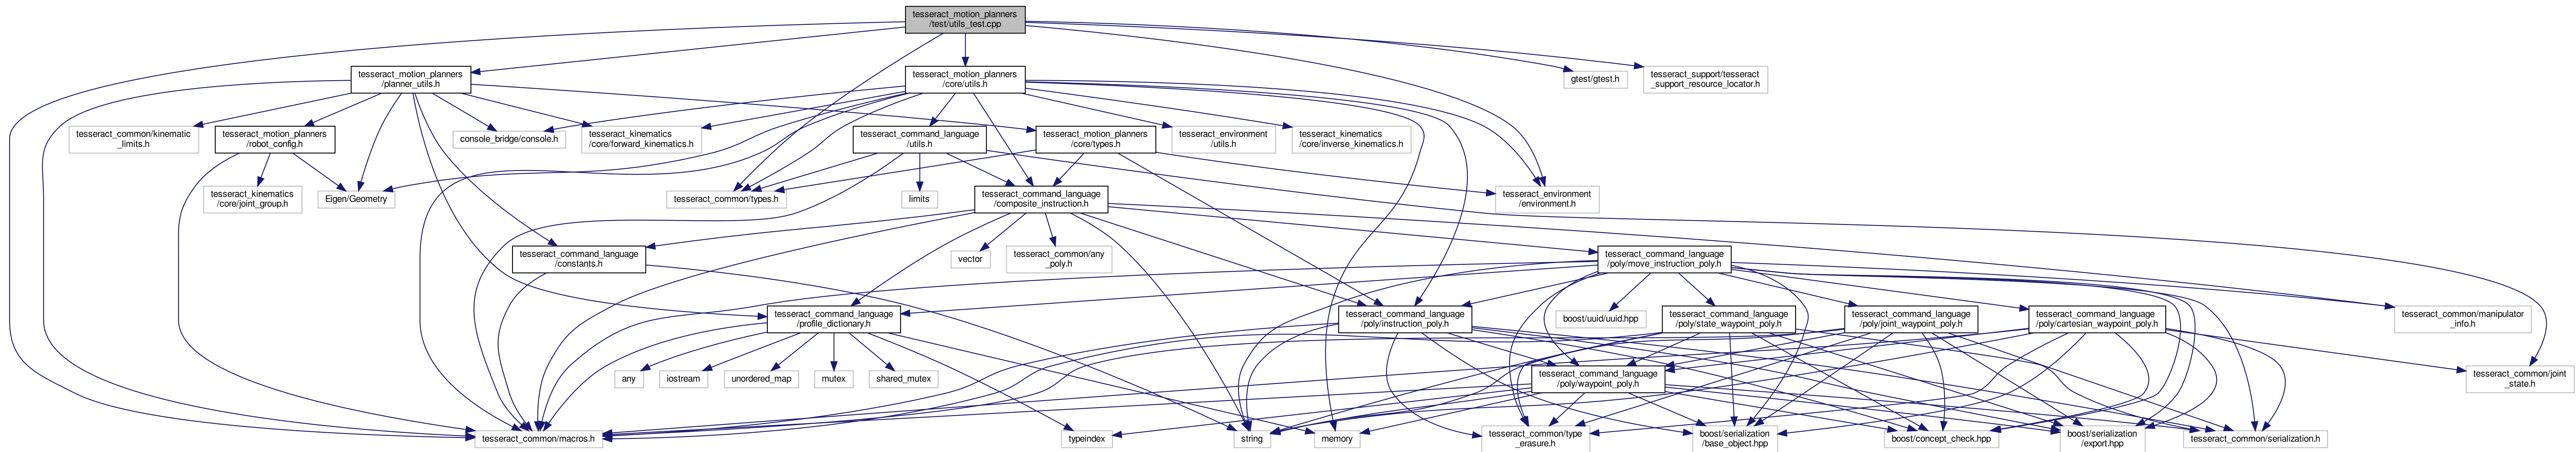 tesseract_motion_planners
/test/utils_test.cpp
tesseract_motion_planners
/planner_utils.h
tesseract_motion_planners
/core/utils.h
gtest/gtest.h
tesseract_support/tesseract
_support_resource_locator.h
tesseract_common/kinematic
_limits.h
tesseract_motion_planners
/robot_config.h
console_bridge/console.h
tesseract_kinematics
/core/forward_kinematics.h
tesseract_command_language
/utils.h
tesseract_motion_planners
/core/types.h
tesseract_environment
/utils.h
tesseract_kinematics
/core/inverse_kinematics.h
tesseract_kinematics
/core/joint_group.h
Eigen/Geometry
tesseract_common/types.h
limits
tesseract_command_language
/composite_instruction.h
tesseract_environment
/environment.h
tesseract_command_language
/constants.h
vector
tesseract_common/any
_poly.h
tesseract_command_language
/poly/move_instruction_poly.h
tesseract_command_language
/profile_dictionary.h
tesseract_command_language
/poly/instruction_poly.h
boost/uuid/uuid.hpp
tesseract_command_language
/poly/state_waypoint_poly.h
tesseract_command_language
/poly/joint_waypoint_poly.h
tesseract_command_language
/poly/cartesian_waypoint_poly.h
tesseract_common/manipulator
_info.h
any
iostream
unordered_map
mutex
shared_mutex
tesseract_command_language
/poly/waypoint_poly.h
tesseract_common/joint
_state.h
tesseract_common/macros.h
typeindex
string
memory
tesseract_common/type
_erasure.h
boost/serialization
/base_object.hpp
boost/concept_check.hpp
boost/serialization
/export.hpp
tesseract_common/serialization.h